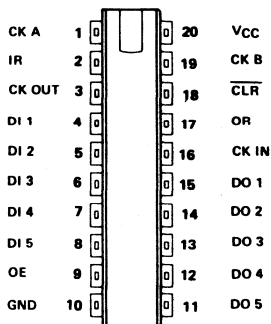 CK A 1 20 VCC
IR 2 19 CK B
CK OUT 3 18 CLR
DI 1 4 17 OR
DI 2 5 16 CK IN
DI 3 6 15 DO 1
DI 4 7 14 DO 2
DI 5 8 13 DO 3
OE 9 12 DO 4
GND 10 11 DO 5